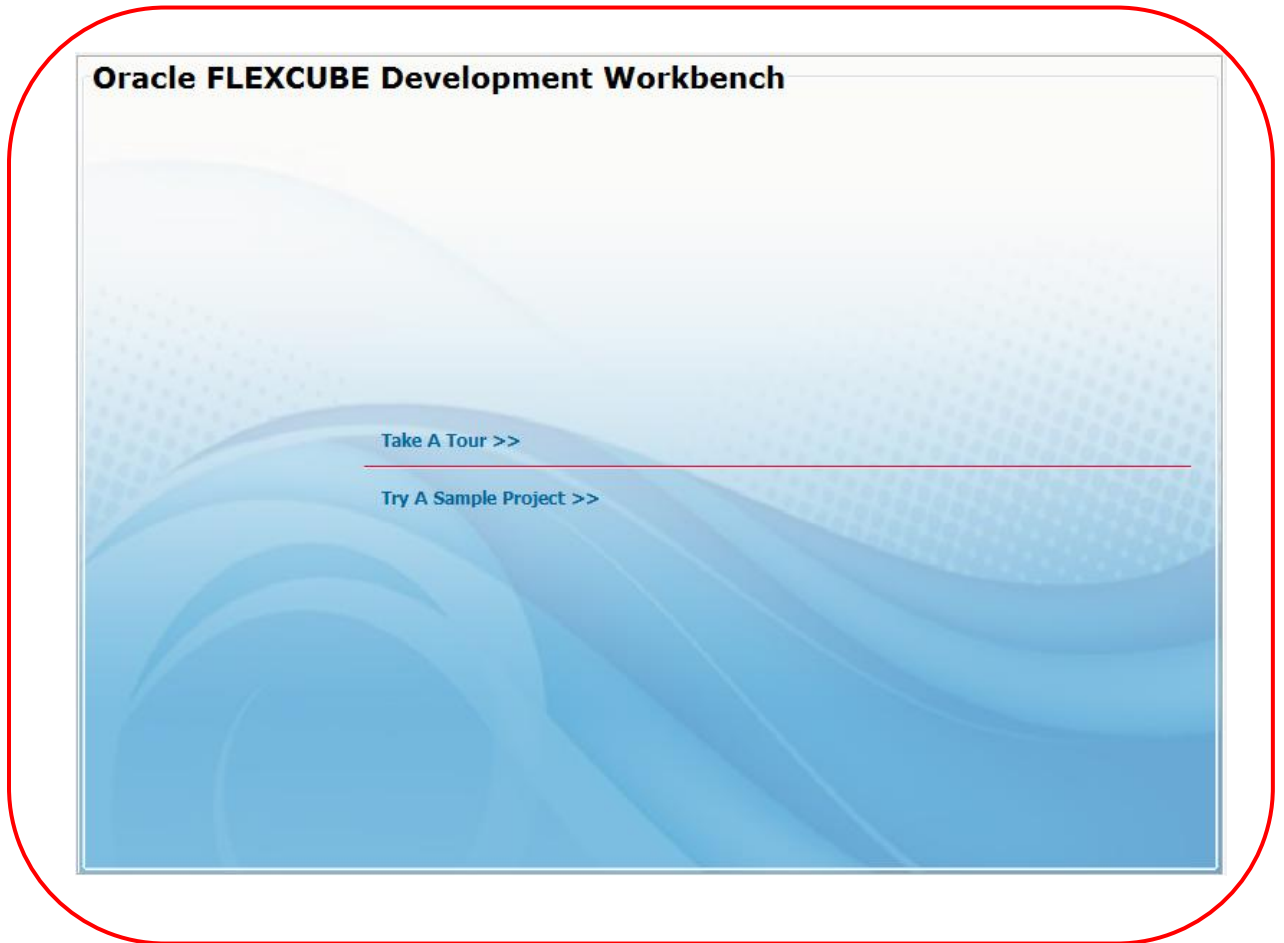 Oracle FLEXCUBE Development Workbench
Take A Tour >>
Try A Sample Project >>